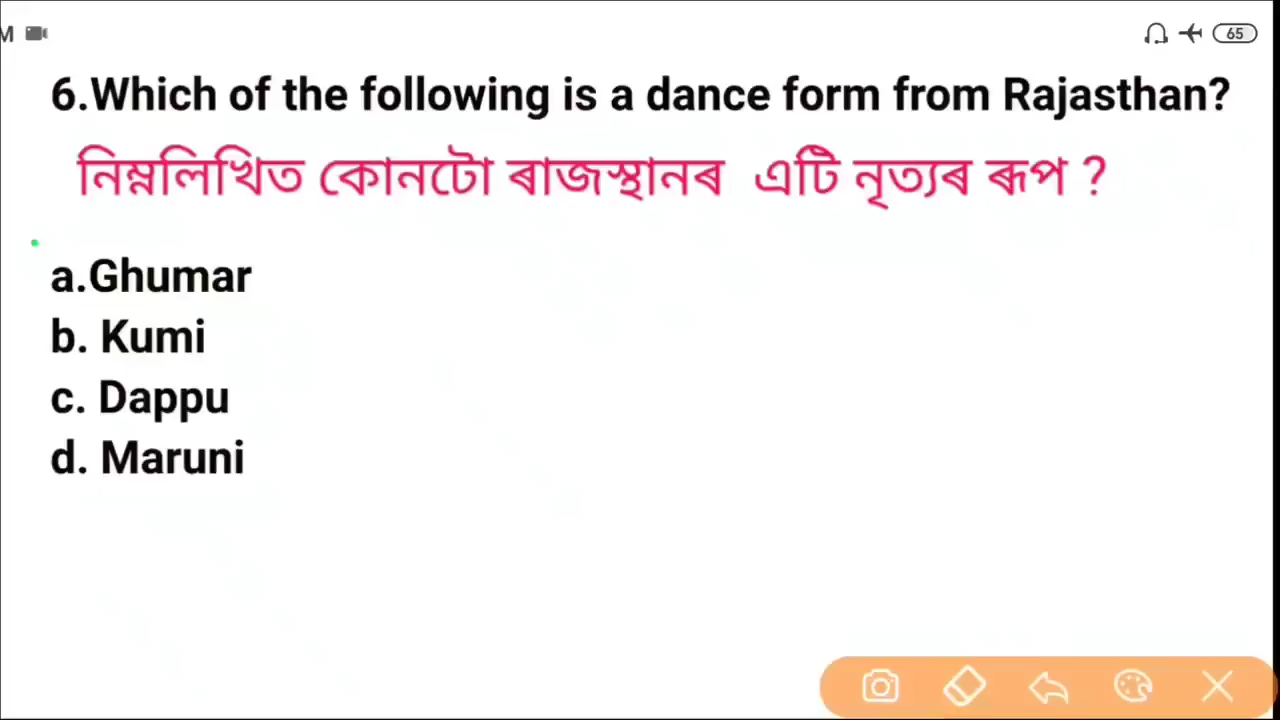 M
65
6.Which of the following is a dance form from Rajasthan?
নিম্নলিখিত কোনটো ৰাজস্থানৰ এটি নৃত্যৰ ৰূপ ?
a.Ghumar
b. Kumi
c. Dappu
d. Maruni